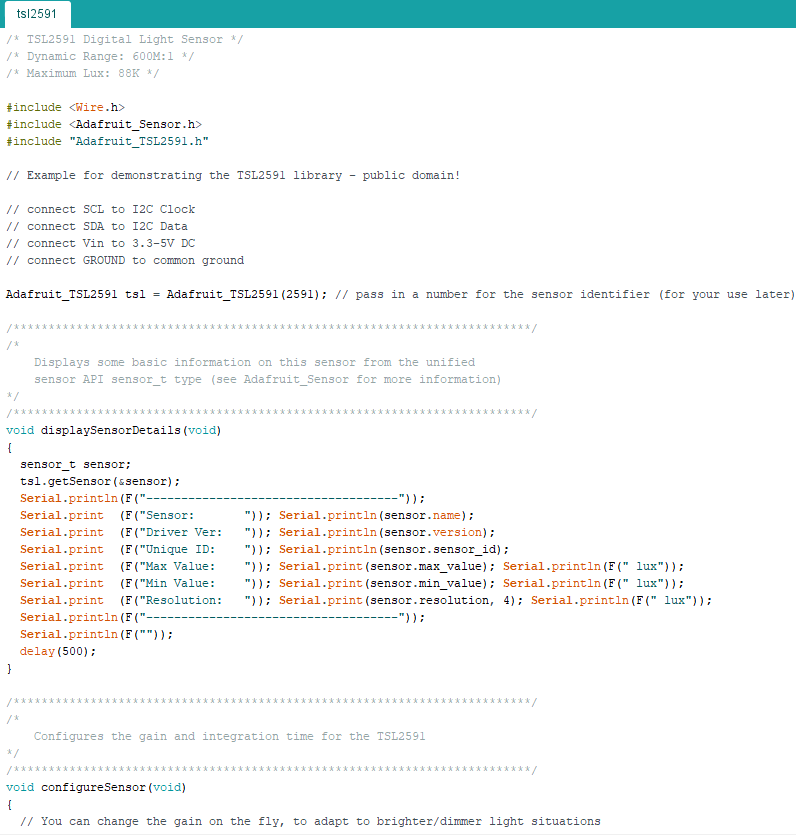 tsl2591
/* TSL2591 Digital Light Sensor */
/* Dynamic Range: 600M:1 */
/* Maximum Lux: 88K */
#include <Wire.h>
#include <Adafruit_Sensor.h>
#include "Adafruit_TSL2591.h"
// Example for demonstrating the TSL2591 library - public domain!
// connect SCL to I2C Clock
// connect SDA to I2C Data
// connect Vin to 3.3-5V DC
// connect GROUND to common ground
Adafruit_TSL2591 tsl = Adafruit_TSL2591(2591); // pass in a number for the sensor identifier (for your use later)
/**************************************************************************/
/*
    Displays some basic information on this sensor from the unified
    sensor API sensor_t type (see Adafruit_Sensor for more information)
*/
/**************************************************************************/
void displaySensorDetails(void)
{
  sensor_t sensor;
  tsl.getSensor(&sensor);
  Serial.println(F("------------------------------------"));
  Serial.print  (F("Sensor:       ")); Serial.println(sensor.name);
  Serial.print  (F("Driver Ver:   ")); Serial.println(sensor.version);
  Serial.print  (F("Unique ID:    ")); Serial.println(sensor.sensor_id);
  Serial.print  (F("Max Value:    ")); Serial.print(sensor.max_value); Serial.println(F(" lux"));
  Serial.print  (F("Min Value:    ")); Serial.print(sensor.min_value); Serial.println(F(" lux"));
  Serial.print  (F("Resolution:   ")); Serial.print(sensor.resolution, 4); Serial.println(F(" lux"));
  Serial.println(F("------------------------------------"));
  Serial.println(F(""));
  delay(500);
}
/**************************************************************************/
/*
    Configures the gain and integration time for the TSL2591
*/
/**************************************************************************/
void configureSensor(void)
{
  // You can change the gain on the fly, to adapt to brighter/dimmer light situations